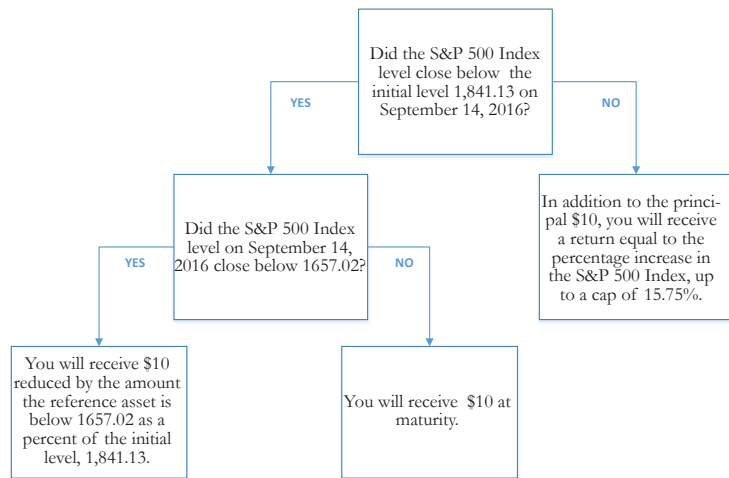 Did the S&P 500 Index
level close below the
initial level 1,841.13 on
September 14, 2016?
YES
NO
Did the S&P 500 Index
level on September 14,
2016 close below 1657.02?
In addition to the princi-
pal $10, you will receive
a return equal to the
percentage increase in
the S&P 500 Index, up
to a cap of 15.75%.
YES
NO
You will receive $10
reduced by the amount
the reference asset is
below 1657.02 as a
percent of the initial
level, 1,841.13.
You will receive $10 at
maturity.